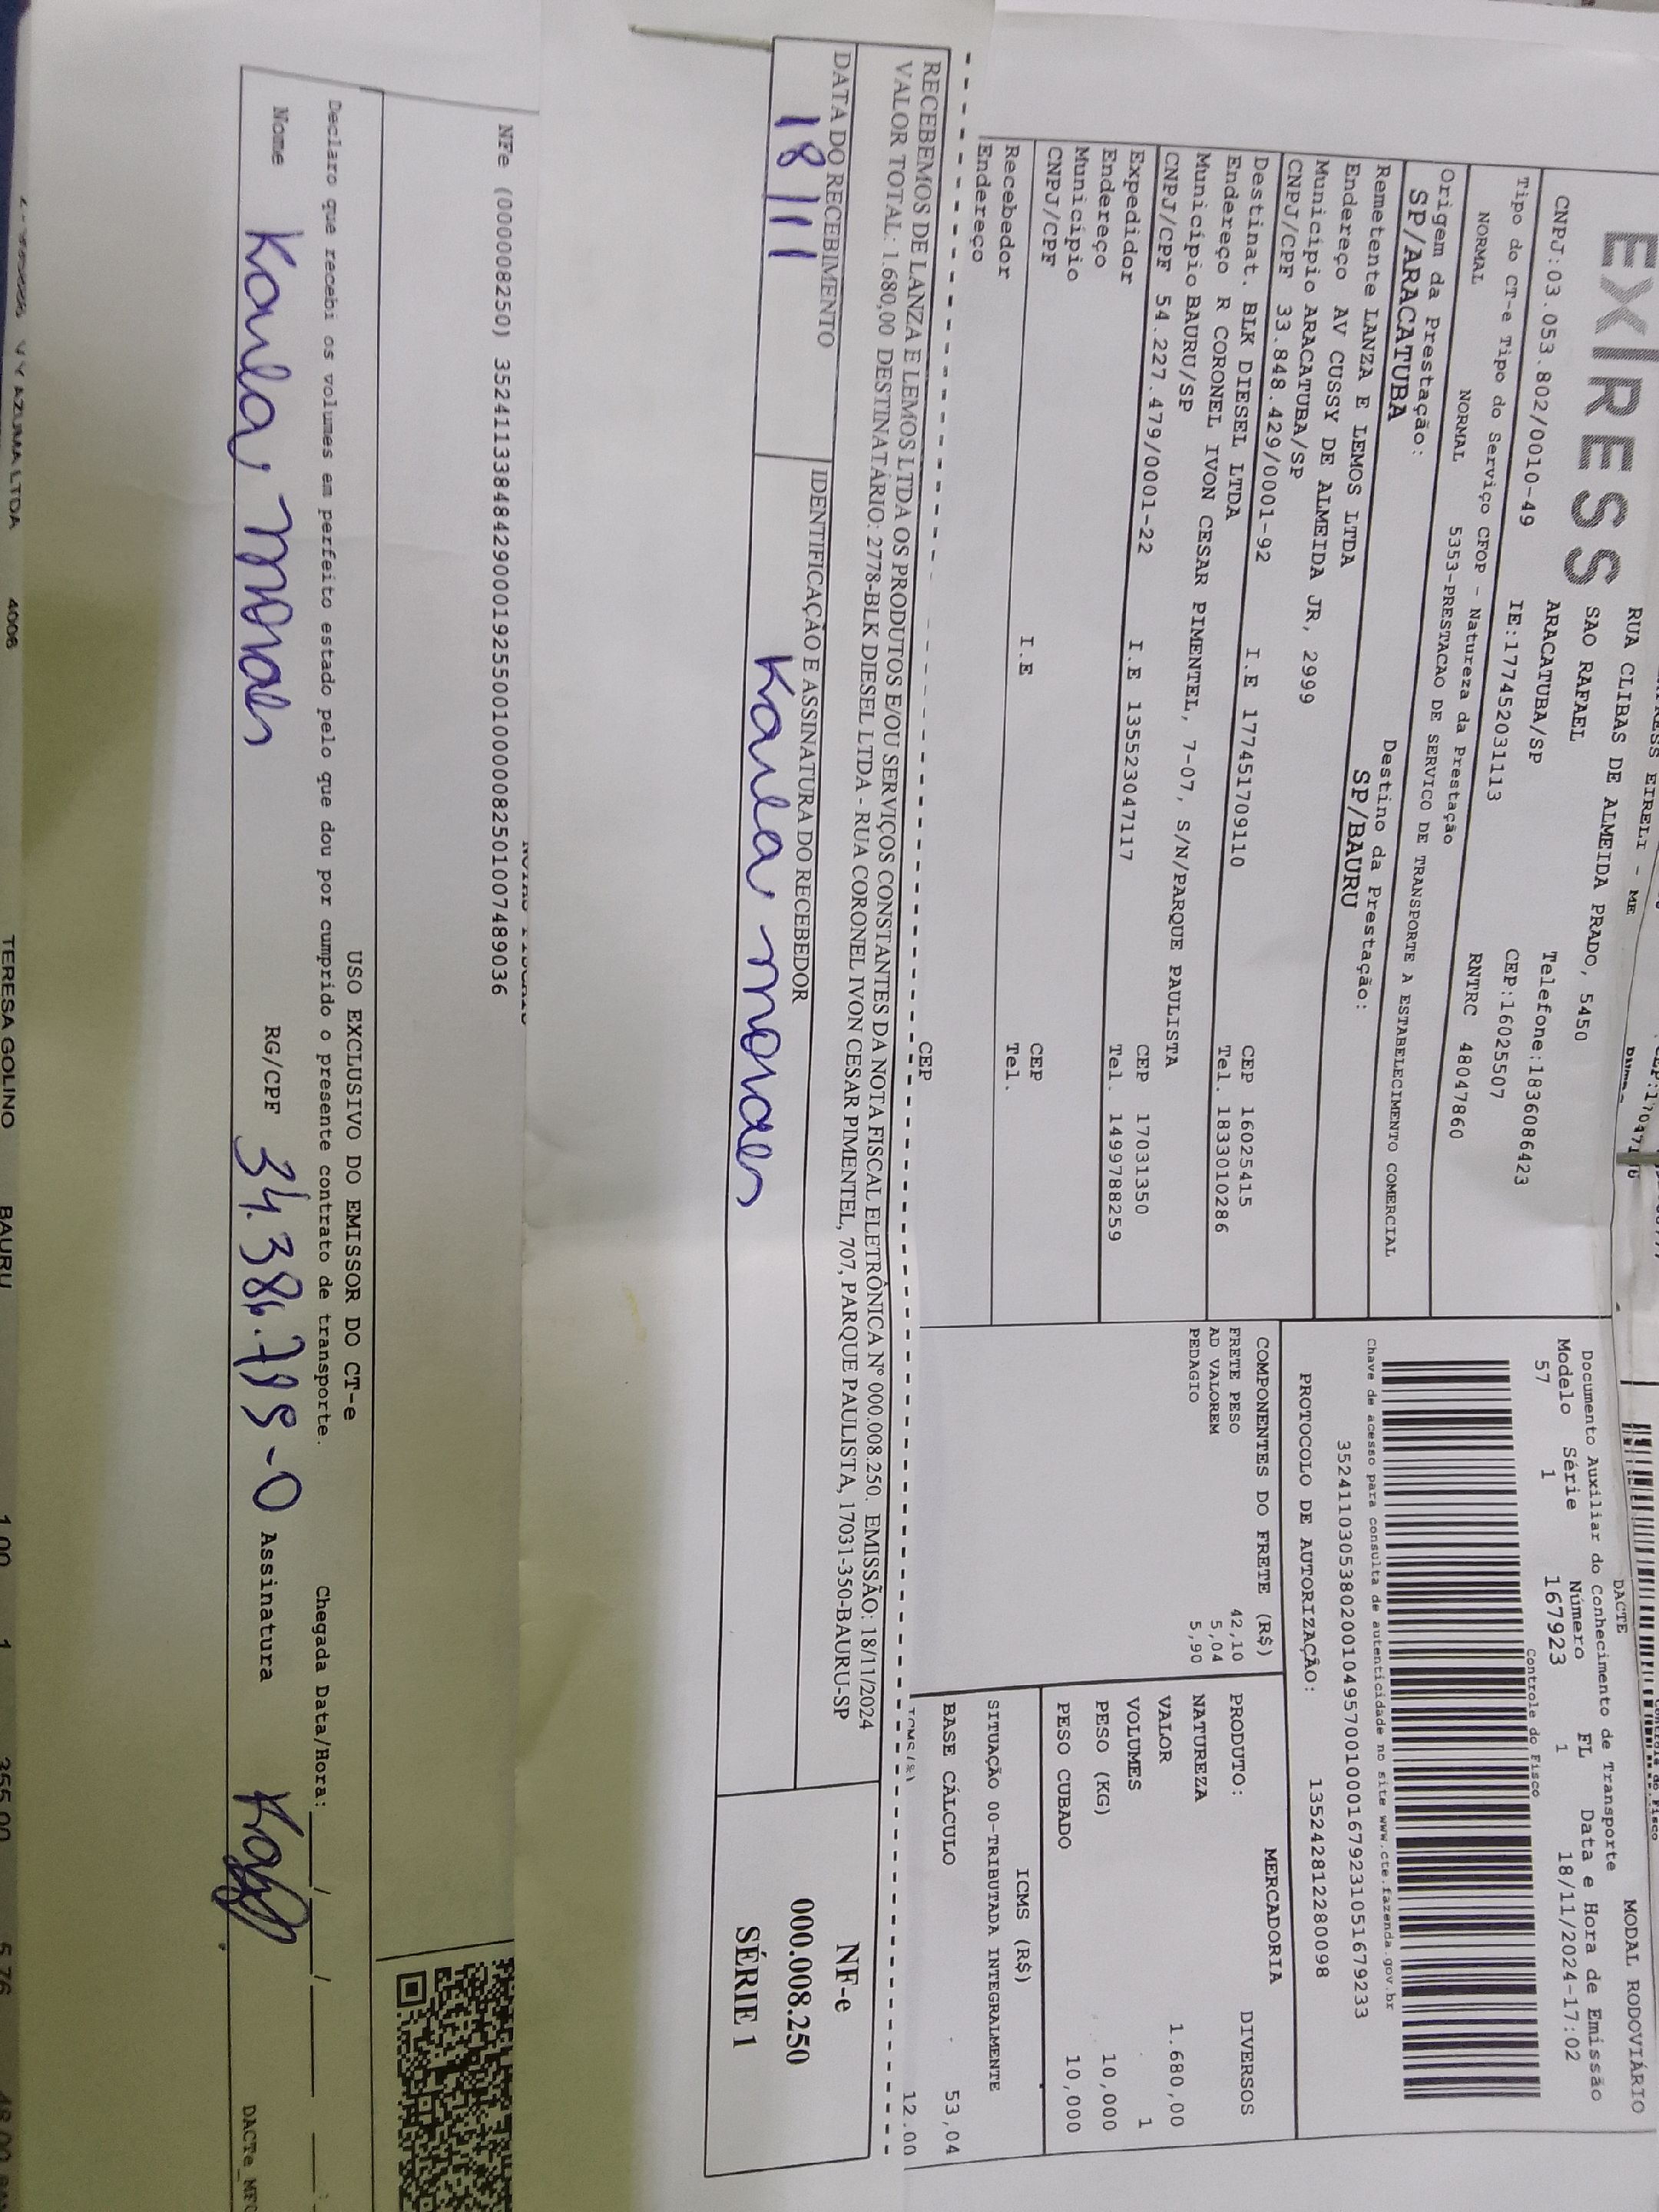 EXPRESS
RUA CLIBAS DE ALMEIDA PRADO, 5450
SAO RAFAEL
CNPJ:03.053.802/0010-49 ARACATUBA/SP Telefone:1836086423
IE:177452031113 CEP:16025507
Tipo do CT-e Tipo do Serviço CFOP - Natureza da Prestação RNTRC 48047860
NORMAL NORMAL 5353-PRESTACAO DE SERVICO DE TRANSPORTE A ESTABELECIMENTO COMERCIAL
Origem da Prestação: Destino da Prestação:
SP/ARACATUBA SP/BAURU
Remetente LANZA E LEMOS LTDA
Endereço AV CUSSY DE ALMEIDA JR, 2999
Município ARACATUBA/SP CEP 16025415
CNPJ/CPF 33.848.429/0001-92 I.E 177451709110 Tel. 1833010286
Destinat. BLK DIESEL LTDA
Endereço R CORONEL IVON CESAR PIMENTEL, 7-07, S/N/PARQUE PAULISTA
Município BAURU/SP CEP 17031350
CNPJ/CPF 54.227.479/0001-22 I.E 135523047117 Tel. 14997888259
Expedidor
Endereço
Município CEP
CNPJ/CPF I.E Tel.
Recebedor
Endereço
CEP
MODAL RODOVIÁRIO
DACTE
Documento Auxiliar do Conhecimento de Transporte
Modelo Série Número FL Data e Hora de Emissão
57 1 167923 1 18/11/2024-17:02
Controle do Fisco
Chave de acesso para consulta de autenticidade no site www.cte.fazenda.gov.br
35241103053802001049570010001679231051679233
PROTOCOLO DE AUTORIZAÇÃO: 135242812280098
COMPONENTES DO FRETE (R$)
FRETE PESO 42,10
AD VALOREM 5,04
PEDAGIO 5,90
MERCADORIA
PRODUTO: DIVERSOS
NATUREZA
VALOR 1.680,00
VOLUMES 1
PESO (KG) 10,000
PESO CUBADO 10,000
ICMS (R$)
SITUAÇÃO 00-TRIBUTADA INTEGRALMENTE
BASE CÁLCULO 53,04
12.00
RECEBEMOS DE LANZA E LEMOS LTDA OS PRODUTOS E/OU SERVIÇOS CONSTANTES DA NOTA FISCAL ELETRÔNICA Nº 000.008.250. EMISSÃO: 18/11/2024
VALOR TOTAL: 1.680,00 DESTINATÁRIO: 2778-BLK DIESEL LTDA - RUA CORONEL IVON CESAR PIMENTEL, 707, PARQUE PAULISTA, 17031-350-BAURU-SP
DATA DO RECEBIMENTO IDENTIFICAÇÃO E ASSINATURA DO RECEBEDOR
18/11 Karla moraes
NF-e
000.008.250
SÉRIE 1
NFe (000008250) 35241133848429000192550010000082501007489036
USO EXCLUSIVO DO EMISSOR DO CT-e
Declaro que recebi os volumes em perfeito estado pelo que dou por cumprido o presente contrato de transporte. Chegada Data/Hora: / /
Nome Karla moraes RG/CPF Assinatura
AZUMA LTDA 4006 TERESA GOLINO BAURU 1,00 1 355,00 5,76